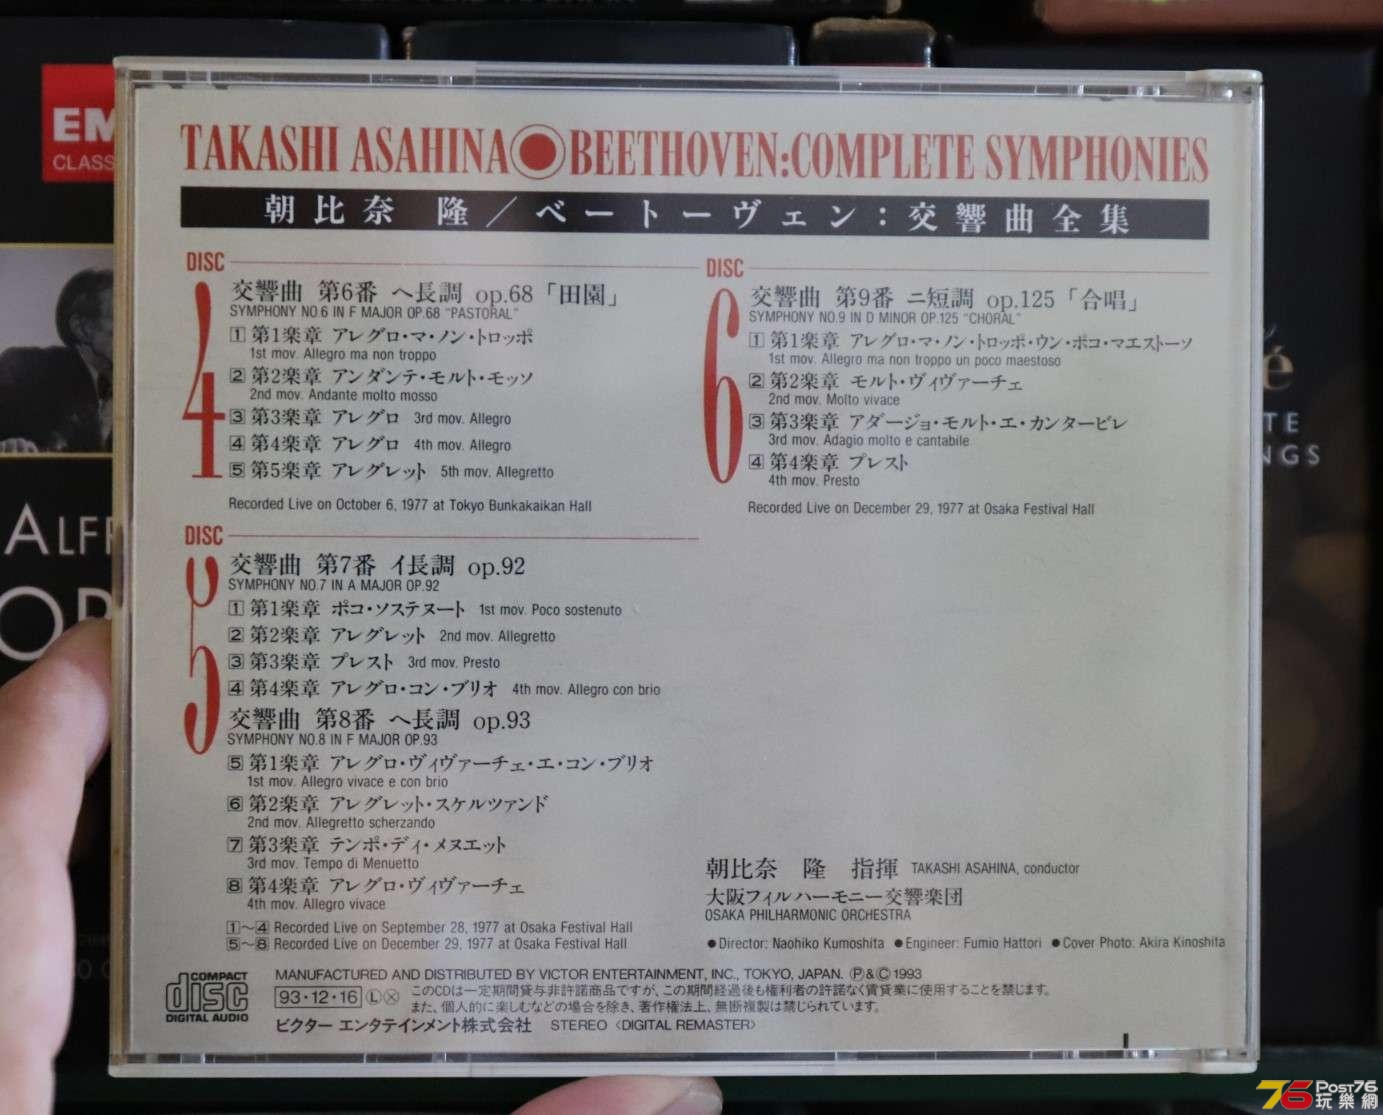 EM
CLASS
ALF
OR
é
TE
NGS
TAKASHI ASAHINA◉BEETHOVEN:COMPLETE SYMPHONIES
朝比奈 隆／ベートーヴェン：交響曲全集
DISC
4
交響曲 第6番 ヘ長調 op.68「田園」
SYMPHONY NO.6 IN F MAJOR OP.68 "PASTORAL"
1 第1楽章 アレグロ・マ・ノン・トロッポ
1st mov. Allegro ma non troppo
2 第2楽章 アンダンテ・モルト・モッソ
2nd mov. Andante molto mosso
3 第3楽章 アレグロ 3rd mov. Allegro
4 第4楽章 アレグロ 4th mov. Allegro
5 第5楽章 アレグレット 5th mov. Allegretto
Recorded Live on October 6, 1977 at Tokyo Bunkakaikan Hall
DISC
5
交響曲 第7番 イ長調 op.92
SYMPHONY NO.7 IN A MAJOR OP.92
1 第1楽章 ポコ・ソステヌート 1st mov. Poco sostenuto
2 第2楽章 アレグレット 2nd mov. Allegretto
3 第3楽章 プレスト 3rd mov. Presto
4 第4楽章 アレグロ・コン・ブリオ 4th mov. Allegro con brio
交響曲 第8番 ヘ長調 op.93
SYMPHONY NO.8 IN F MAJOR OP.93
5 第1楽章 アレグロ・ヴィヴァーチェ・エ・コン・ブリオ
1st mov. Allegro vivace e con brio
6 第2楽章 アレグレット・スケルツァンド
2nd mov. Allegretto scherzando
7 第3楽章 テンポ・ディ・メヌエット
3rd mov. Tempo di Menuetto
8 第4楽章 アレグロ・ヴィヴァーチェ
4th mov. Allegro vivace
1～4 Recorded Live on September 28, 1977 at Osaka Festival Hall
5～8 Recorded Live on December 29, 1977 at Osaka Festival Hall
DISC
6
交響曲 第9番 ニ短調 op.125「合唱」
SYMPHONY NO.9 IN D MINOR OP.125 "CHORAL"
1 第1楽章 アレグロ・マ・ノン・トロッポ・ウン・ポコ・マエストーソ
1st mov. Allegro ma non troppo un poco maestoso
2 第2楽章 モルト・ヴィヴァーチェ
2nd mov. Molto vivace
3 第3楽章 アダージョ・モルト・エ・カンタービレ
3rd mov. Adagio molto e cantabile
4 第4楽章 プレスト
4th mov. Presto
Recorded Live on December 29, 1977 at Osaka Festival Hall
朝比奈 隆 指揮 TAKASHI ASAHINA, conductor
大阪フィルハーモニー交響楽団
OSAKA PHILHARMONIC ORCHESTRA
●Director: Naohiko Kumoshita ●Engineer: Fumio Hattori ●Cover Photo: Akira Kinoshita
COMPACT
disc
DIGITAL AUDIO
MANUFACTURED AND DISTRIBUTED BY VICTOR ENTERTAINMENT, INC., TOKYO, JAPAN. Ⓟ&Ⓒ 1993
93・12・16 Ⓛⓧ このCDは一定期間貸与非許諾商品ですが、この期間経過後も権利者の許諾なく賃貸業に使用することを禁じます。
また、個人的に楽しむなどの場合を除き、著作権法上、無断複製は禁じられています。
ビクター エンタテインメント株式会社 STEREO〈DIGITAL REMASTER〉
76 Post76
玩樂網